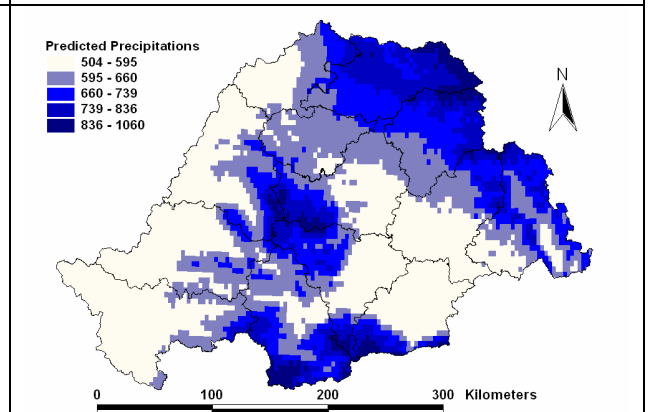 Predicted Precipitations
504 - 595
595 - 660
660 - 739
739 - 836
836 - 1060
N
0 100 200 300 Kilometers